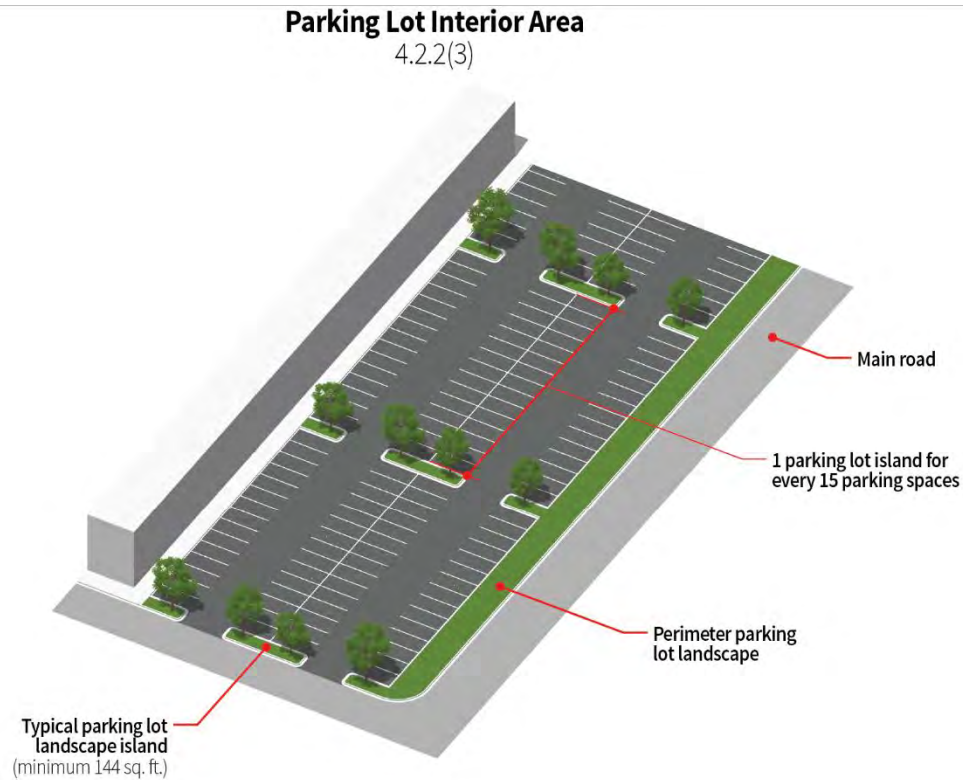 Parking Lot Interior Area
4.2.2(3)
Main road
1 parking lot island for
every 15 parking spaces
Perimeter parking
lot landscape
Typical parking lot
landscape island
(minimum 144 sq. ft.)